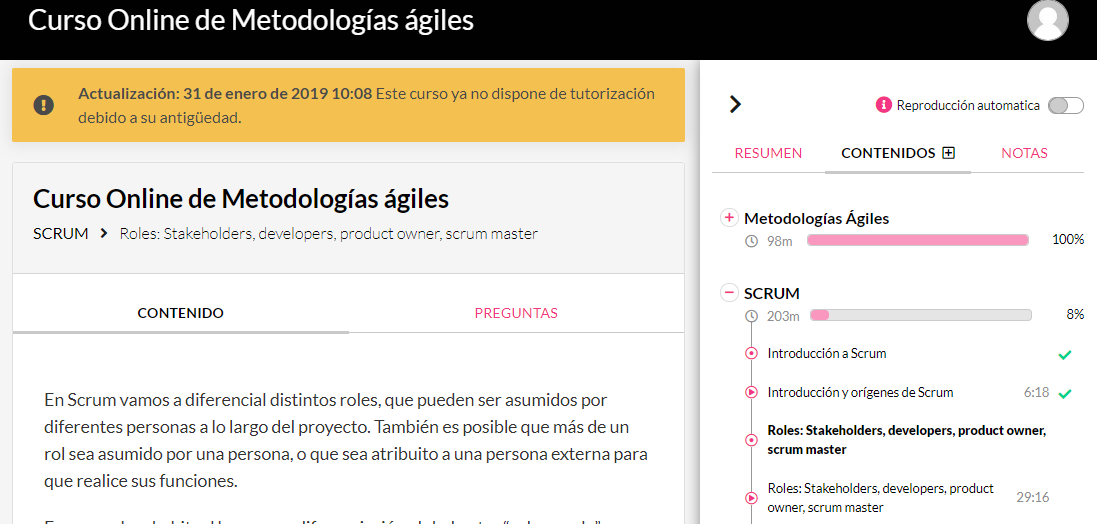 Curso Online de Metodologías ágiles
Actualización: 31 de enero de 2019 10:08 Este curso ya no dispone de tutorización
debido a su antigüedad.
Curso Online de Metodologías ágiles
SCRUM > Roles: Stakeholders, developers, product owner, scrum master
CONTENIDO
PREGUNTAS
En Scrum vamos a diferencial distintos roles, que pueden ser asumidos por
diferentes personas a lo largo del proyecto. También es posible que más de un
rol sea asumido por una persona, o que sea atribuito a una persona externa para
que realice sus funciones.
Reproducción automatica
RESUMEN
CONTENIDOS
NOTAS
Metodologías Ágiles
98m
100%
SCRUM
203m
8%
Introducción a Scrum
Introducción y orígenes de Scrum
6:18
Roles: Stakeholders, developers, product owner,
scrum master
Roles: Stakeholders, developers, product
owner, scrum master
29:16